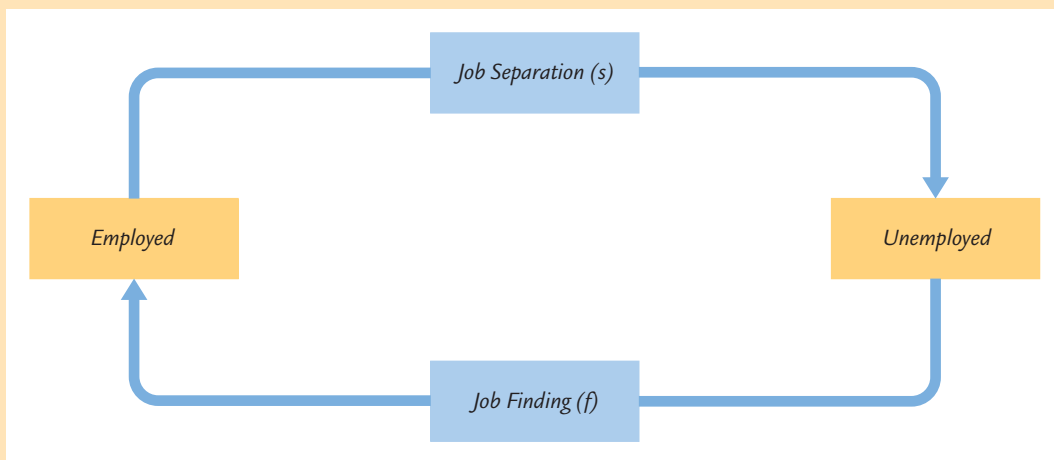 Job Separation (s)
Employed
Unemployed
Job Finding (f)